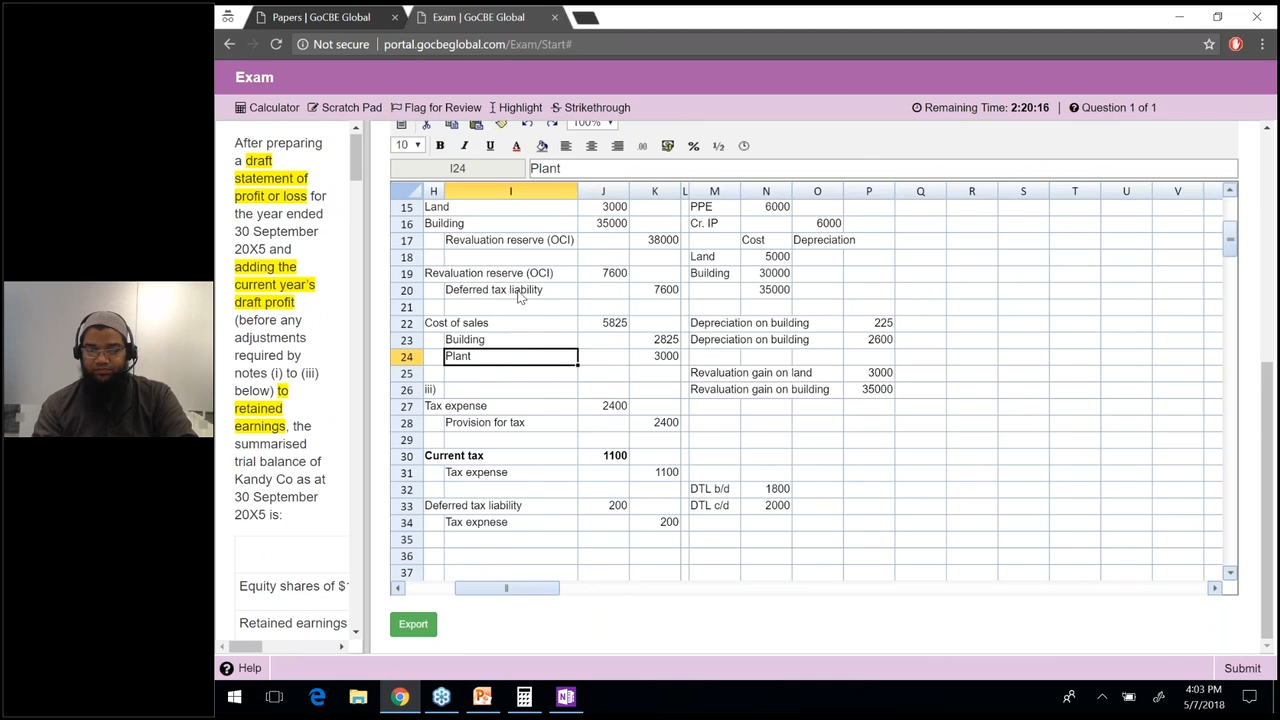 Papers | GoCBE Global
Exam | GoCBE Global
Not secure
portal.gocbeglobal.com/Exam/Start#
Exam
Calculator Scratch Pad Flag for Review Highlight Strikethrough
Remaining Time: 2:20:16 Question 1 of 1
After preparing
a draft
statement of
profit or loss for
the year ended
30 September
20X5 and
adding the
current year's
draft profit
(before any
adjustments
required by
notes (i) to (iii)
below) to
retained
earnings, the
summarised
trial balance of
Kandy Co as at
30 September
20X5 is:
Equity shares of $1
Retained earnings
100%
10 B I U A .00 % 1/2
I24 Plant
H I J K L M N O P Q R S T U V
15 Land 3000 PPE 6000
16 Building 35000 Cr. IP 6000
17 Revaluation reserve (OCI) 38000 Cost Depreciation
18 Land 5000
19 Revaluation reserve (OCI) 7600 Building 30000
20 Deferred tax liability 7600 35000
21
22 Cost of sales 5825 Depreciation on building 225
23 Building 2825 Depreciation on building 2600
24 Plant 3000
25 Revaluation gain on land 3000
26 iii) Revaluation gain on building 35000
27 Tax expense 2400
28 Provision for tax 2400
29
30 Current tax 1100
31 Tax expense 1100
32 DTL b/d 1800
33 Deferred tax liability 200 DTL c/d 2000
34 Tax expnese 200
35
36
37
Export
Help
Submit
4:03 PM
5/7/2018